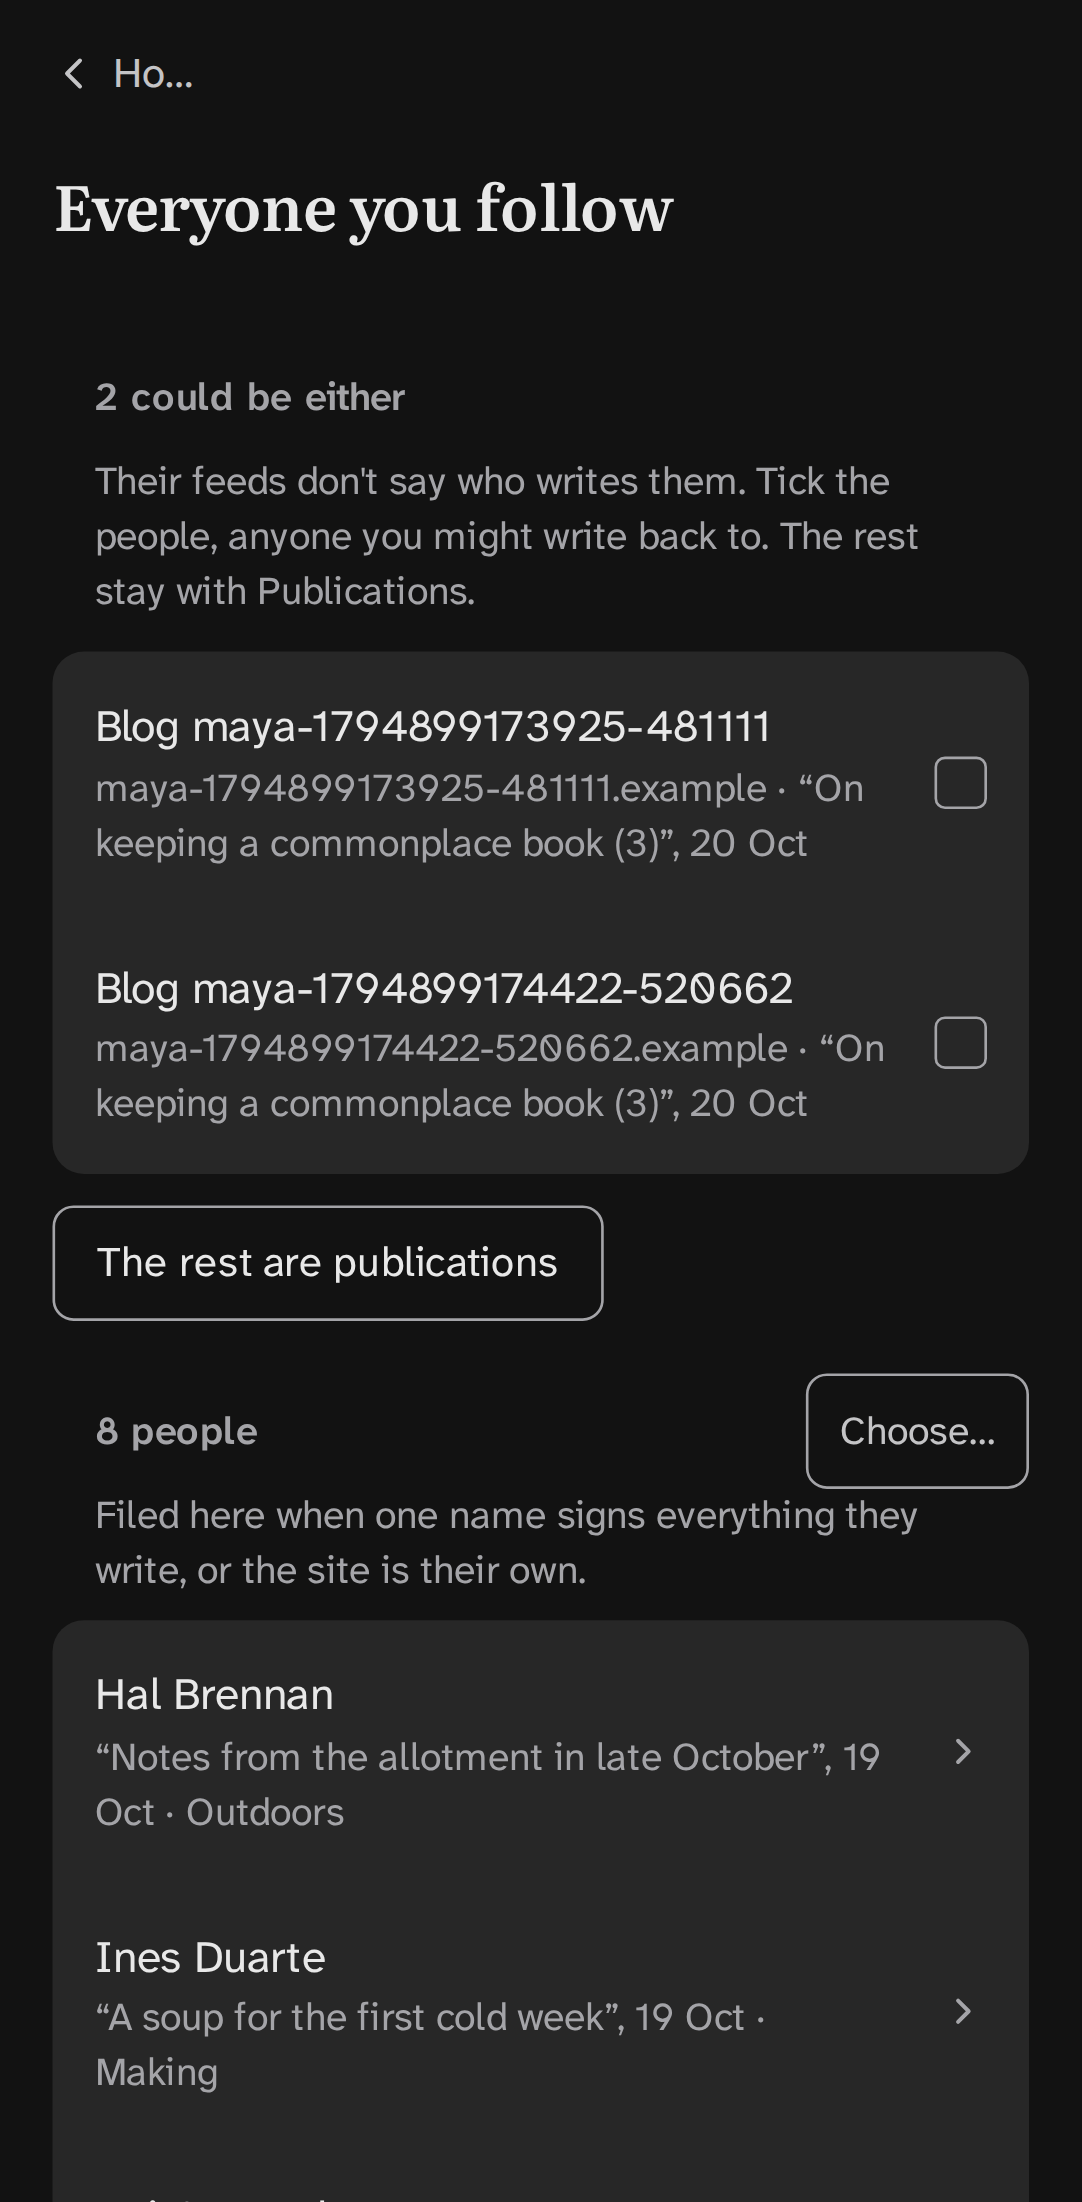 Ho...
Everyone you follow
2 could be either
Their feeds don't say who writes them. Tick the
people, anyone you might write back to. The rest
stay with Publications.
Blog maya-1794899173925-481111
maya-1794899173925-481111.example · “On
keeping a commonplace book (3)”, 20 Oct
Blog maya-1794899174422-520662
maya-1794899174422-520662.example · “On
keeping a commonplace book (3)”, 20 Oct
The rest are publications
8 people
Choose...
Filed here when one name signs everything they
write, or the site is their own.
Hal Brennan
“Notes from the allotment in late October”, 19
Oct · Outdoors
Ines Duarte
“A soup for the first cold week”, 19 Oct ·
Making